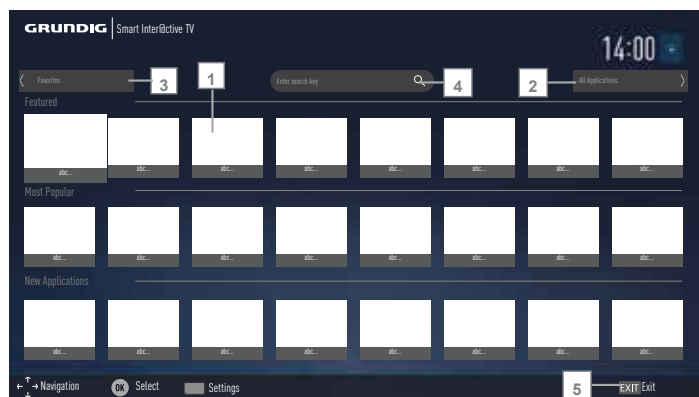 GRUNDIG Smart Inter@ctive TV
14:00
Favorites 3 1 Enter search key 4 2 All Applications
Featured
abc... abc... abc... abc... abc... abc... abc... abc...
Most Popular
abc... abc... abc... abc... abc... abc... abc... abc...
New Applications
abc... abc... abc... abc... abc... abc... abc... abc...
Navigation OK Select Settings 5 EXIT Exit